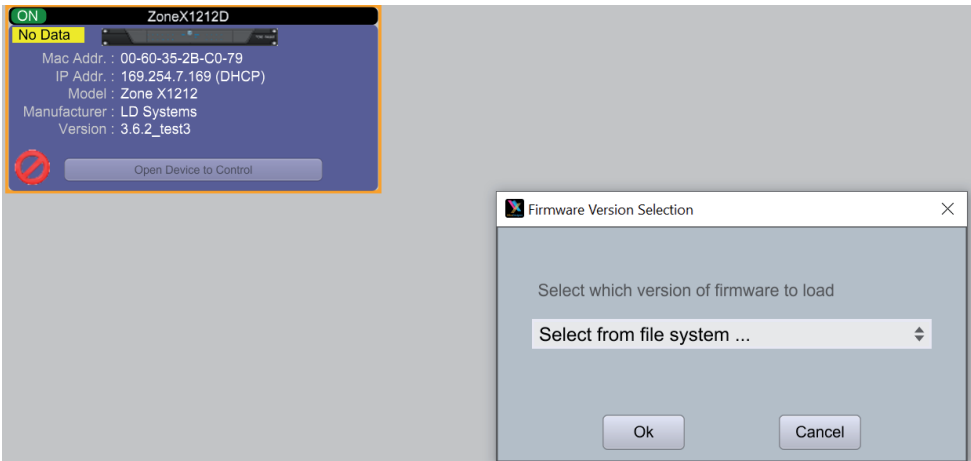 ON ZoneX1212D
No Data
Mac Addr. : 00-60-35-2B-C0-79
IP Addr. : 169.254.7.169 (DHCP)
Model : Zone X1212
Manufacturer : LD Systems
Version : 3.6.2_test3
Open Device to Control
Firmware Version Selection
Select which version of firmware to load
Select from file system ...
Ok Cancel